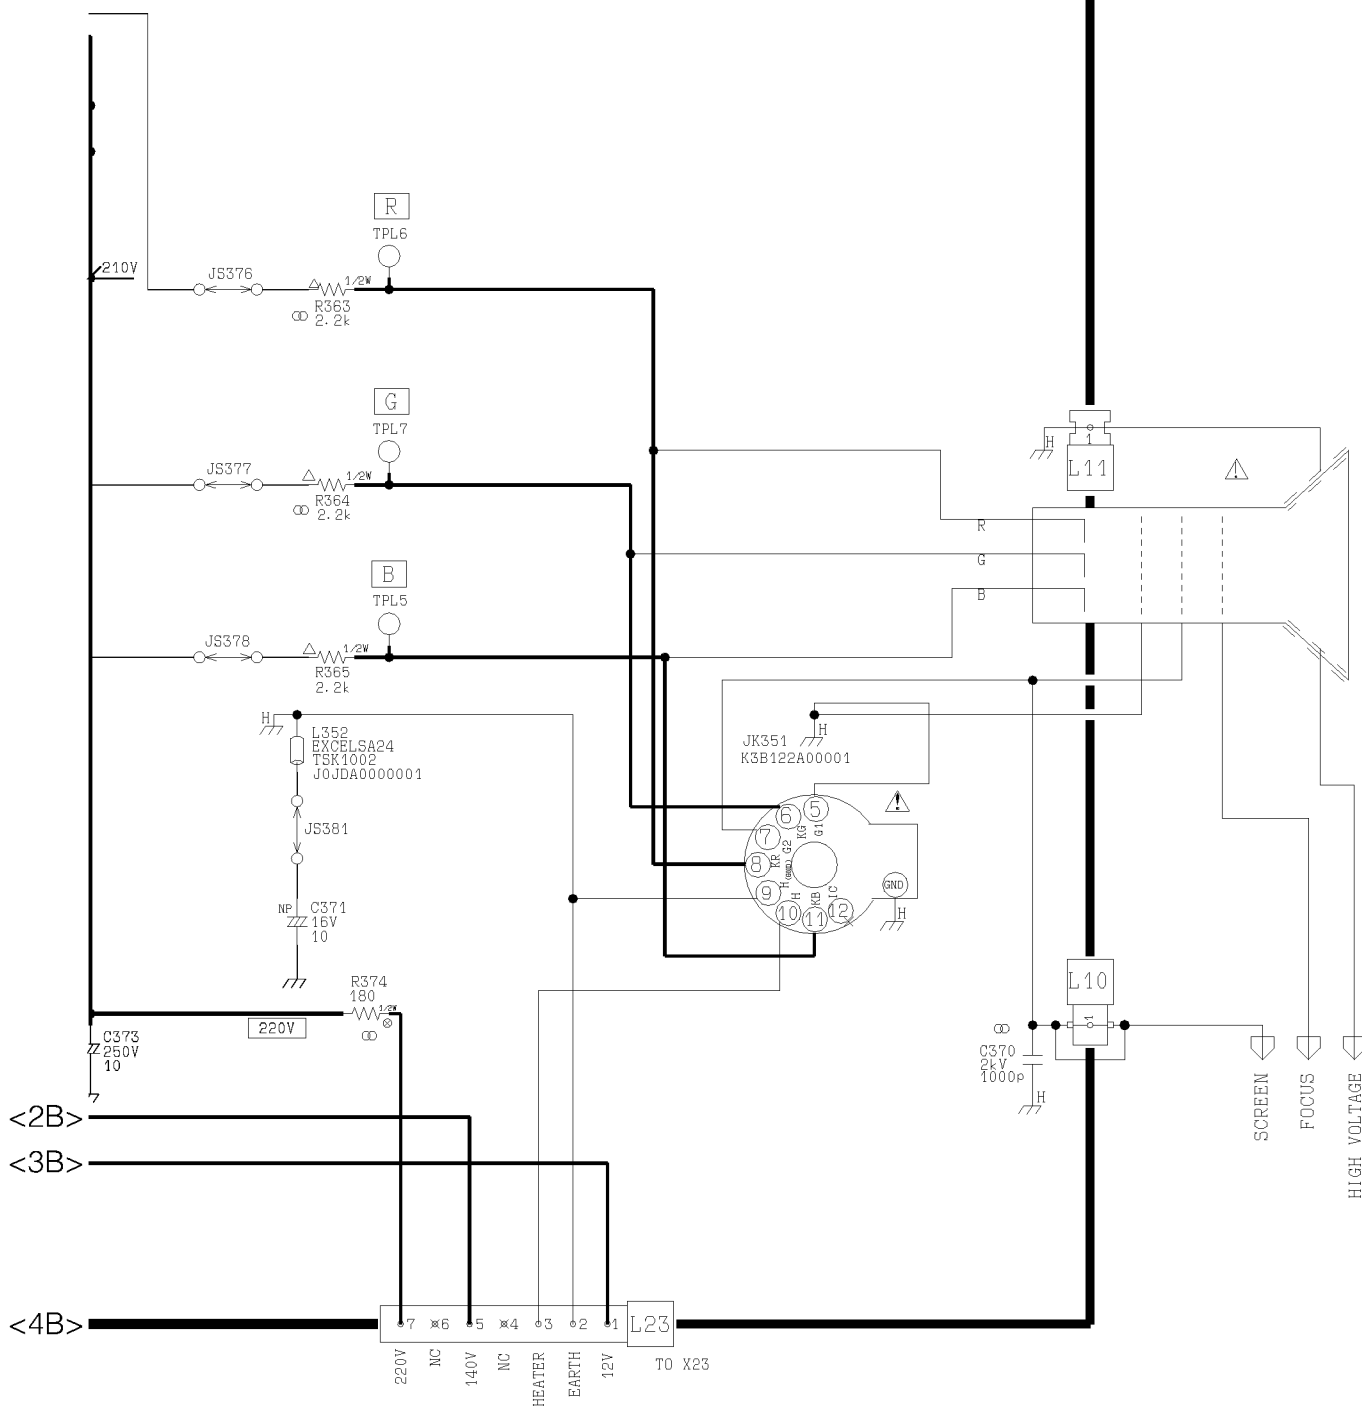 R
TPL6
210V
JS376
1/2W
R363
2.2k
G
TPL7
JS377
1/2W
R364
2.2k
H
1
L11
R
G
B
B
TPL5
JS378
1/2W
R365
2.2k
H
L352
EXCELSA24
TSK1002
J0JDA0000001
JS381
NP
C371
16V
10
H
JK351
K3B122A00001
5
6
7
8
9
10
11
12
G1
KG
G2
KR
H
(GND)
H
KB
IC
GND
H
R374
180
1/2W
220V
C373
250V
10
L10
1
C370
2kV
1000p
H
SCREEN
FOCUS
HIGH VOLTAGE
<2B>
<3B>
<4B>
7
6
5
4
3
2
1
L23
220V
NC
140V
NC
HEATER
EARTH
12V
TO X23